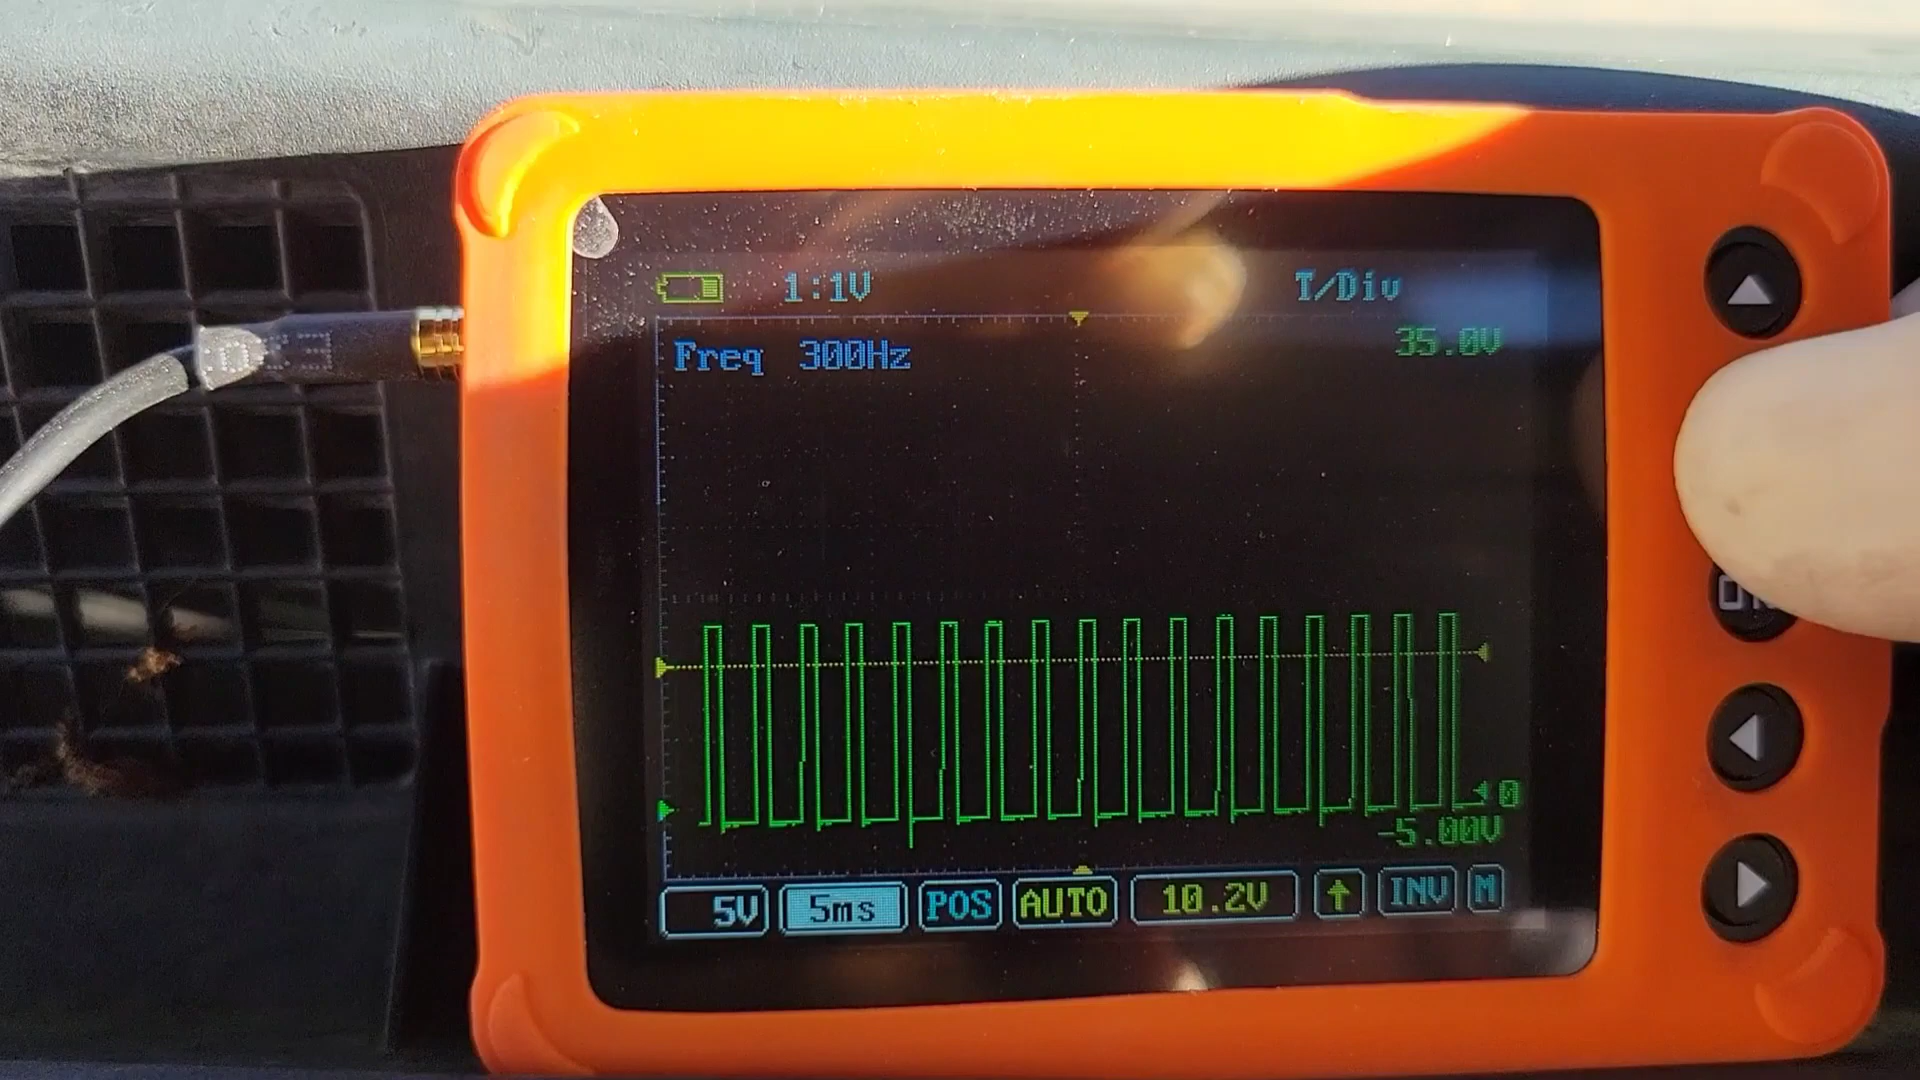 1:1V T/Div
Freq 300Hz 35.0V
0
-5.00V
5V 5ms POS AUTO 10.2V ↑ INV M